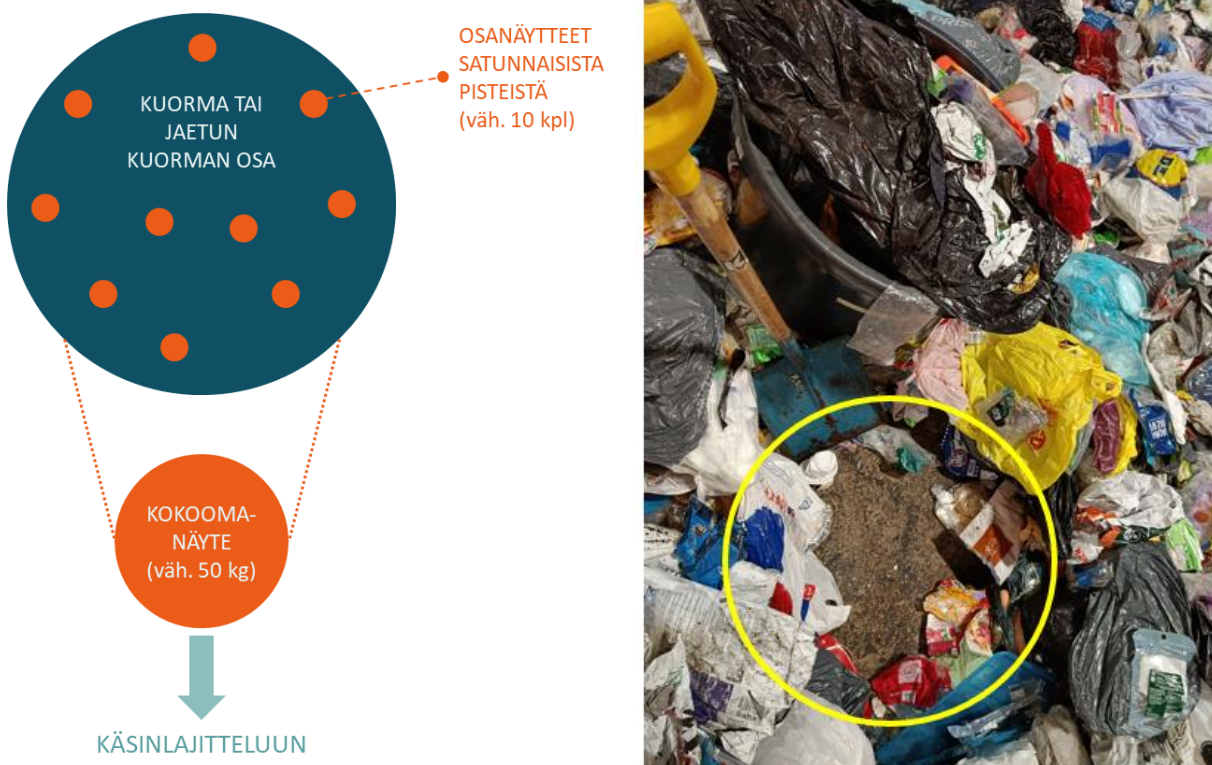 KUORMA TAI
JAETUN
KUORMAN OSA
OSANÄYTTEET
SATUNNAISISTA
PISTEISTÄ
(väh. 10 kpl)
KOKOOMA-
NÄYTE
(väh. 50 kg)
KÄSINLAJITTELUUN